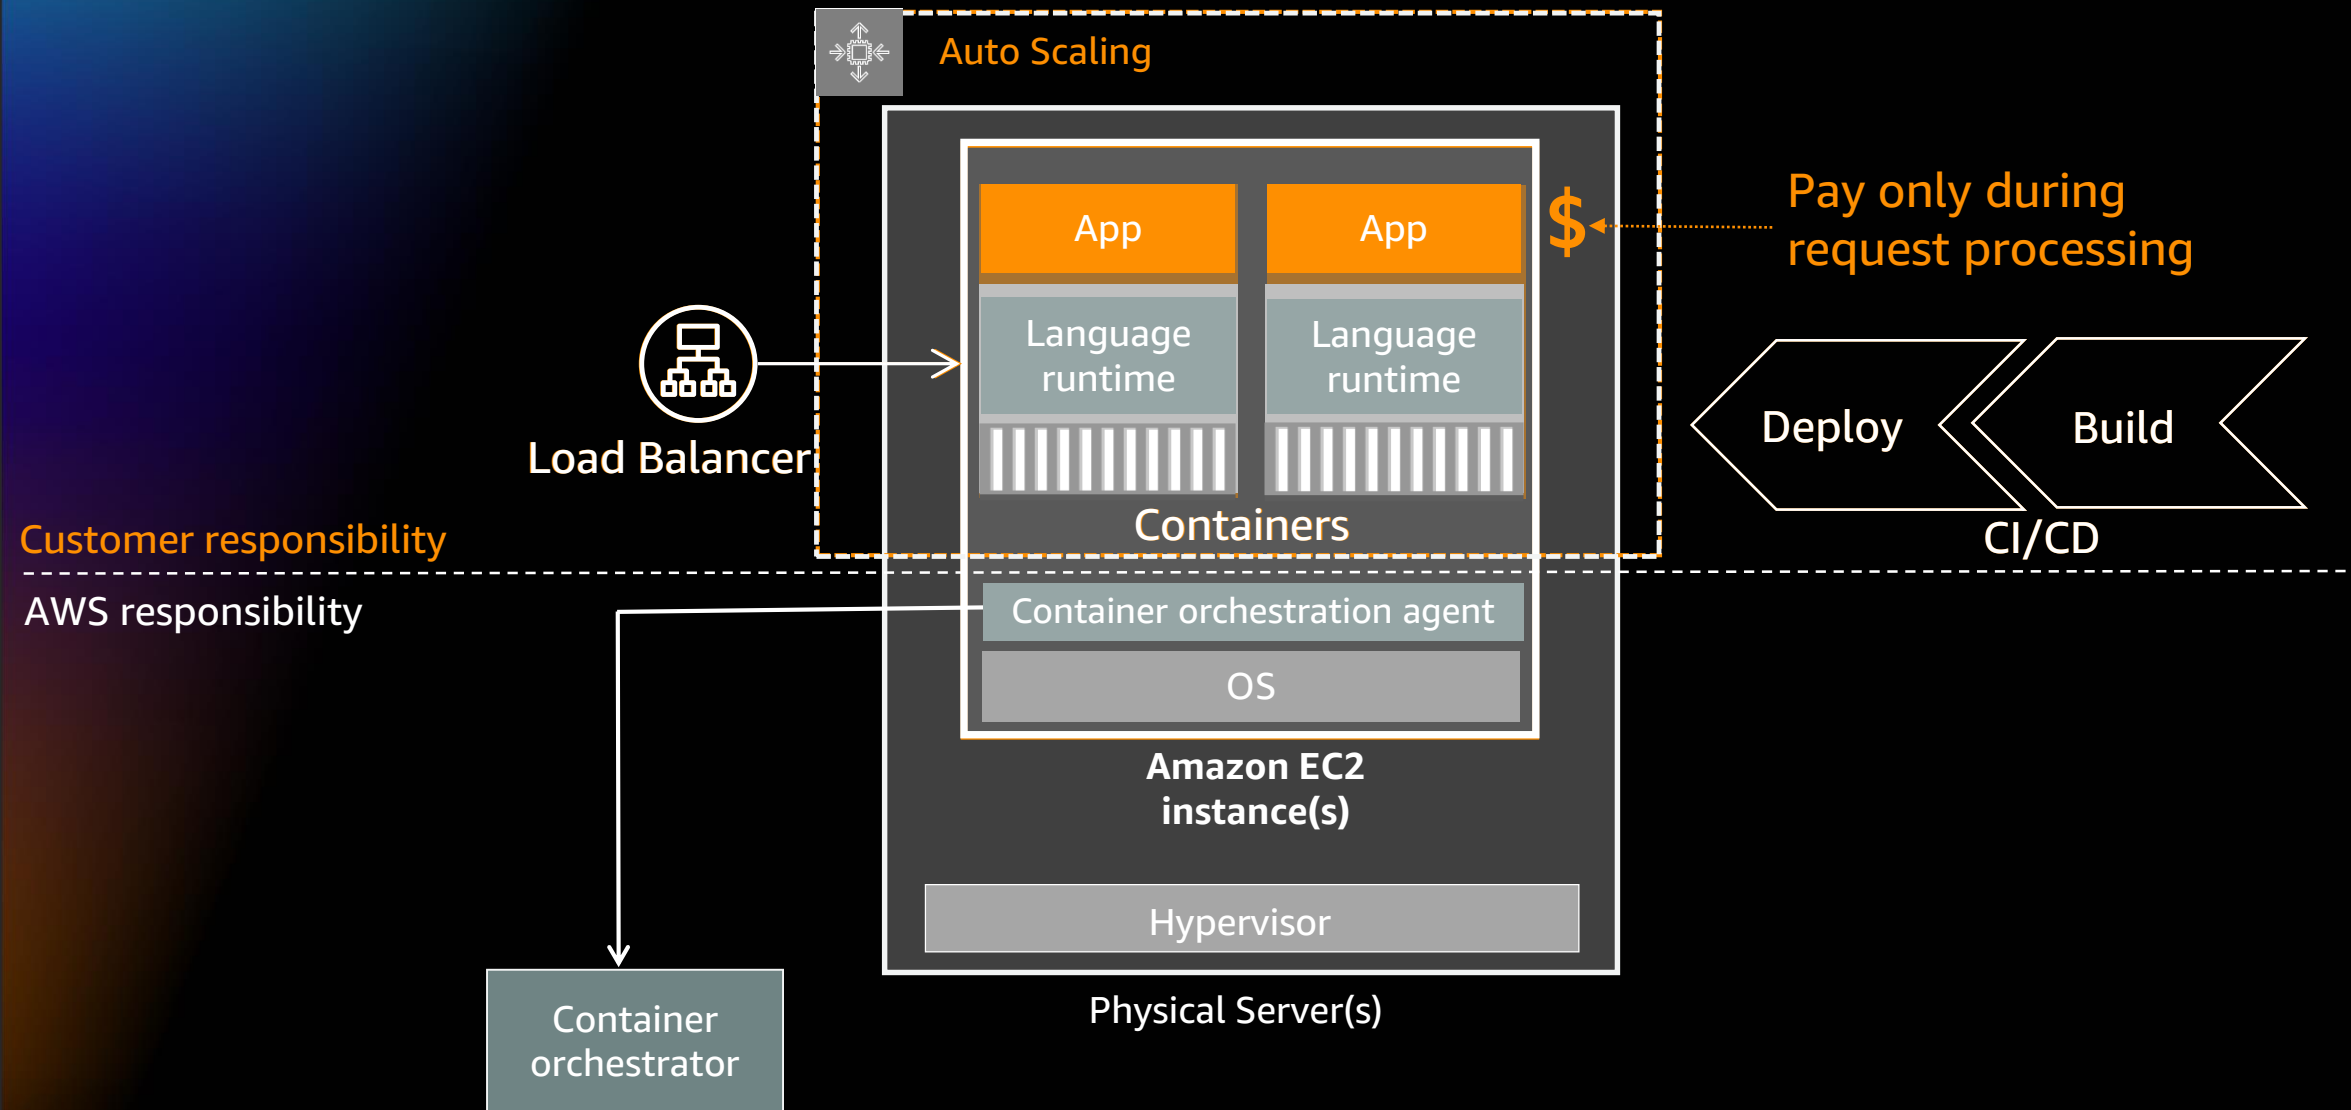 Auto Scaling
Pay only during
request processing
$
App
App
Language
runtime
Language
runtime
Load Balancer
Containers
Deploy
Build
CI/CD
Customer responsibility
AWS responsibility
Container orchestration agent
OS
Amazon EC2
instance(s)
Hypervisor
Physical Server(s)
Container
orchestrator